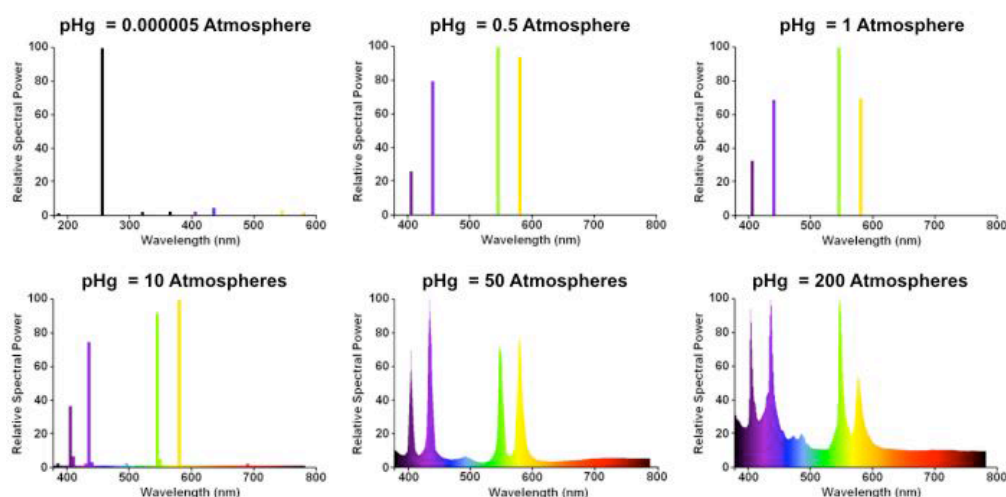 pHg = 0.000005 Atmosphere
Relative Spectral Power
100
80
60
40
20
0
200 300 400 500 600
Wavelength (nm)
pHg = 0.5 Atmosphere
Relative Spectral Power
100
80
60
40
20
0
400 500 600 700 800
Wavelength (nm)
pHg = 1 Atmosphere
Relative Spectral Power
100
80
60
40
20
0
400 500 600 700 800
Wavelength (nm)
pHg = 10 Atmospheres
Relative Spectral Power
100
80
60
40
20
0
400 500 600 700 800
Wavelength (nm)
pHg = 50 Atmospheres
Relative Spectral Power
100
80
60
40
20
0
400 500 600 700 800
Wavelength (nm)
pHg = 200 Atmospheres
Relative Spectral Power
100
80
60
40
20
0
400 500 600 700 800
Wavelength (nm)